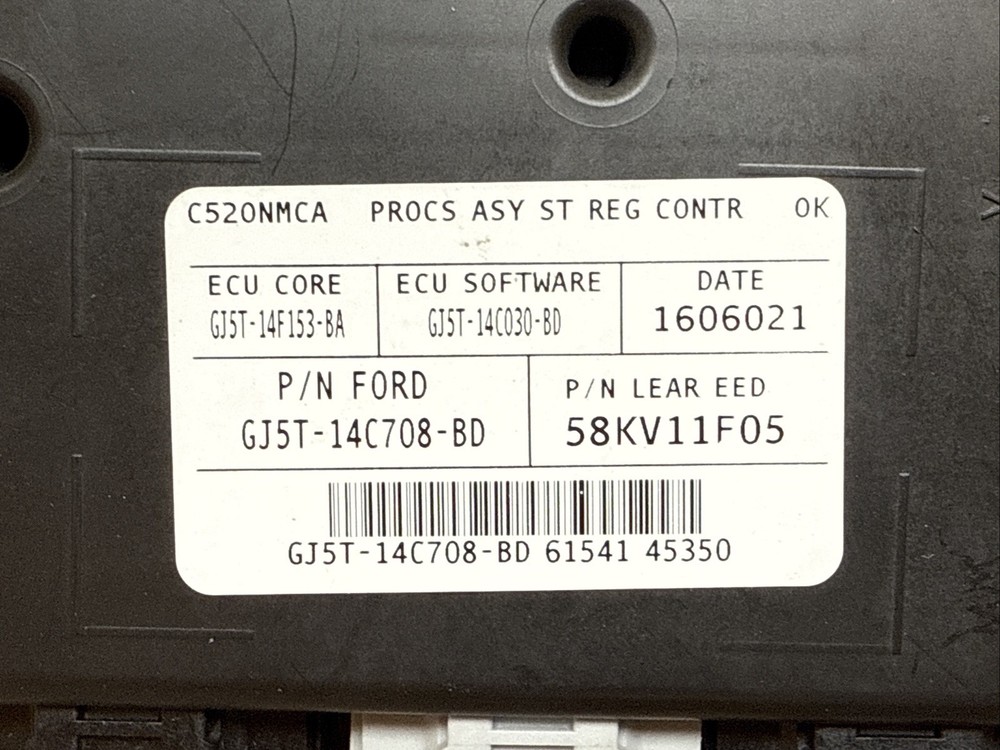 C520NMCA PROCS ASY ST REG CONTR OK
ECU CORE ECU SOFTWARE DATE
GJ5T-14F153-BA GJ5T-14C030-BD 1606021
P/N FORD P/N LEAR EED
GJ5T-14C708-BD 58KV11F05
GJ5T-14C708-BD 61541 45350